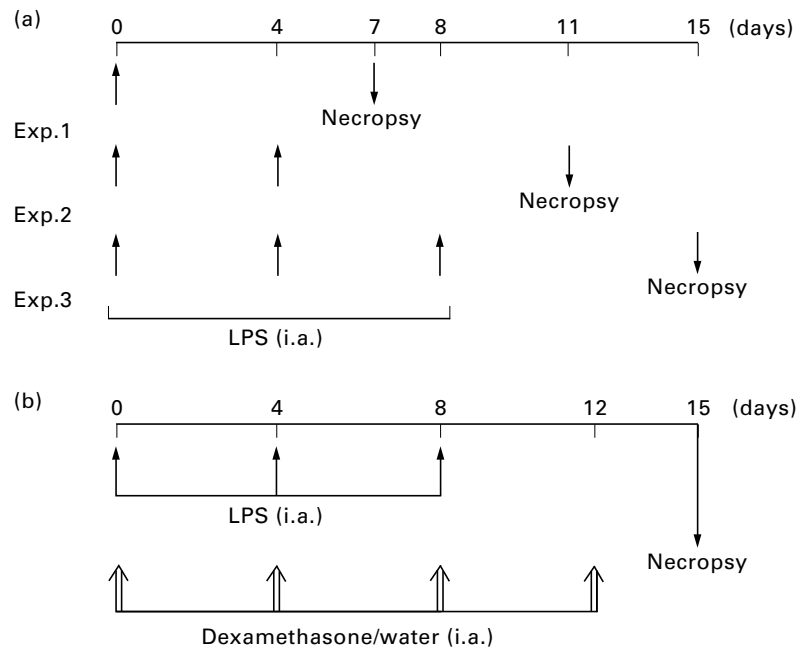 (a)
0 4 7 8 11 15 (days)
Necropsy
Exp.1
Necropsy
Exp.2
Necropsy
Exp.3
LPS (i.a.)
(b)
0 4 8 12 15 (days)
LPS (i.a.)
Necropsy
Dexamethasone/water (i.a.)